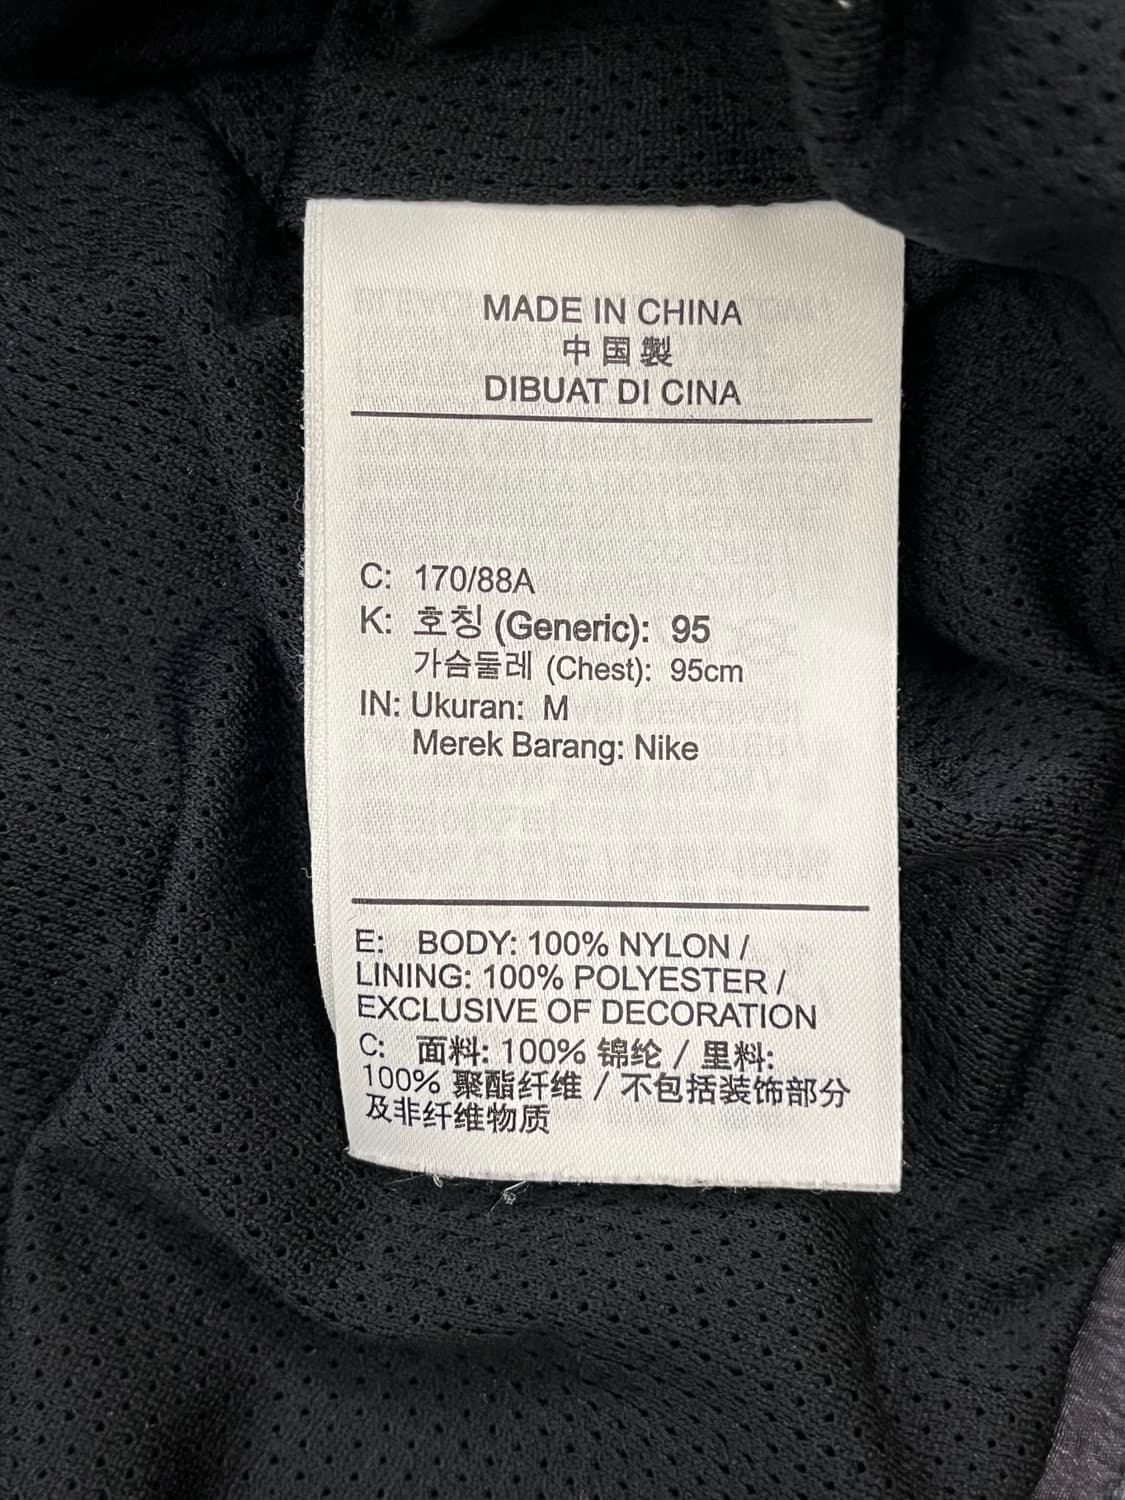 MADE IN CHINA
中国製
DIBUAT DI CINA
C: 170/88A
K: 호칭 (Generic): 95
가슴둘레 (Chest): 95cm
IN: Ukuran: M
Merek Barang: Nike
E: BODY: 100% NYLON /
LINING: 100% POLYESTER /
EXCLUSIVE OF DECORATION
C: 面料: 100% 锦纶 / 里料:
100% 聚酯纤维 / 不包括装饰部分
及非纤维物质